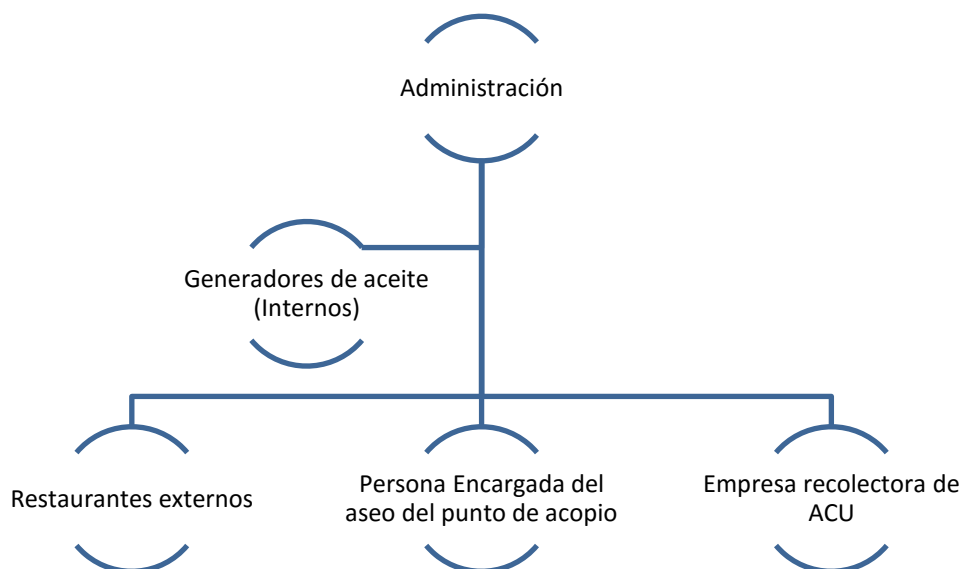 Administración
Generadores de aceite
(Internos)
Restaurantes externos
Persona Encargada del
aseo del punto de acopio
Empresa recolectora de
ACU